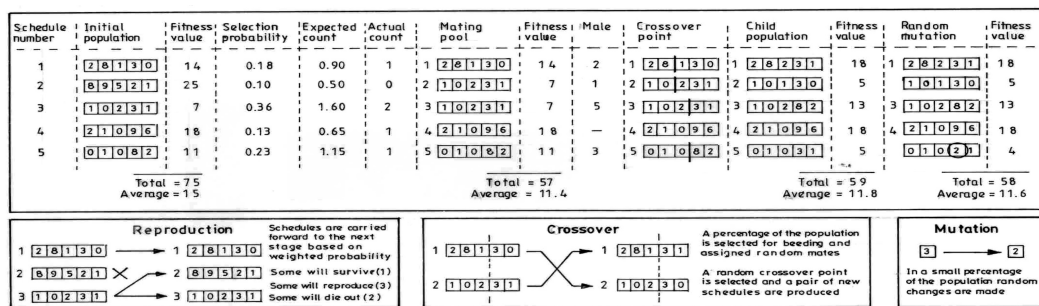 Schedule number Initial population Fitness value Selection probability Expected count Actual count Mating pool Fitness value Male Crossover point Child population Fitness value Random mutation Fitness value
1 2 8 1 3 0 14 0.18 0.90 1 1 2 8 1 3 0 14 2 1 2 8 1 3 0 1 2 8 2 3 1 18 1 2 8 2 3 1 18
2 8 9 5 2 1 25 0.10 0.50 0 2 1 0 2 3 1 7 1 2 1 0 2 3 1 2 1 0 1 3 0 5 1 0 1 3 0 5
3 1 0 2 3 1 7 0.36 1.60 2 3 1 0 2 3 1 7 5 3 1 0 2 3 1 3 1 0 2 8 2 13 3 1 0 2 8 2 13
4 2 1 0 9 6 18 0.13 0.65 1 4 2 1 0 9 6 18 — 4 2 1 0 9 6 4 2 1 0 9 6 18 4 2 1 0 9 6 18
5 0 1 0 8 2 11 0.23 1.15 1 5 0 1 0 8 2 11 3 5 0 1 0 8 2 5 0 1 0 3 1 5 0 1 0 2 1 4
Total = 75 Total = 57 Total = 59 Total = 58
Average = 15 Average = 11.4 Average = 11.8 Average = 11.6
Reproduction
1 2 8 1 3 0 1 2 8 1 3 0
2 8 9 5 2 1 2 8 9 5 2 1
3 1 0 2 3 1 3 1 0 2 3 1
Schedules are carried
forward to the next
stage based on
weighted probability
Some will survive (1)
Some will reproduce (3)
Some will die out (2)
Crossover
1 2 8 1 3 0 1 2 8 1 3 1
2 1 0 2 3 1 2 1 0 2 3 0
A percentage of the population
is selected for beeding and
assigned random mates
A random crossover point
is selected and a pair of new
schedules are produced
Mutation
3 2
In a small percentage
of the population random
changes are made